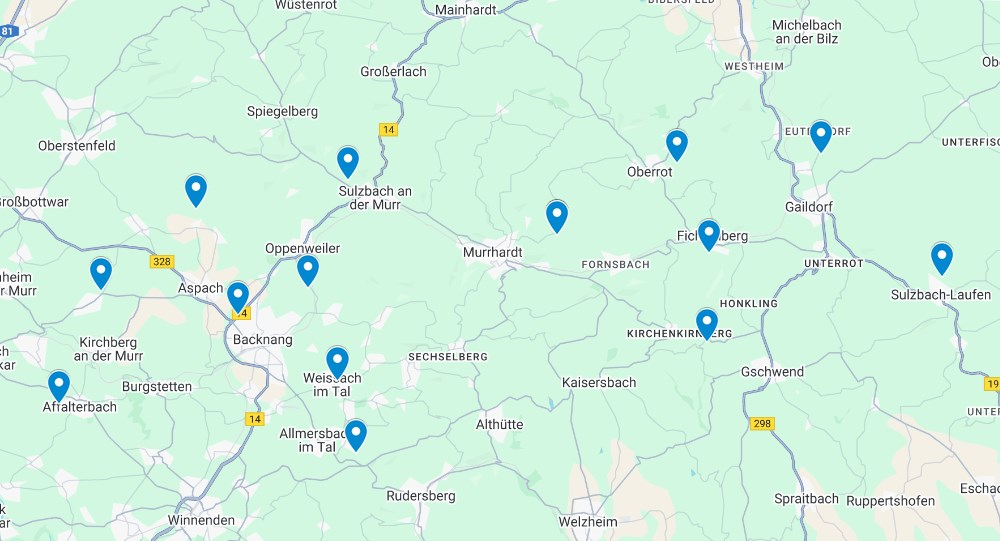 Wüstenrot
Mainhardt
Michelbach
an der Bilz
81
WESTHEIM
Großerlach
Spiegelberg
14
Oberstenfeld
Oberrot
Sulzbach an
der Murr
Gaildorf
Oppenweiler
Murrhardt
FORNSBACH
UNTERROT
328
Aspach
Sulzbach-Laufen
HONKLING
Kirchberg
an der Murr
Backnang
SECHSELBERG
Gschwend
Burgstetten
Weissach
im Tal
Kaisersbach
19
Affalterbach
14
Althütte
298
Allmersbach
im Tal
Rudersberg
Spraitbach
Ruppertshofen
Winnenden
Welzheim